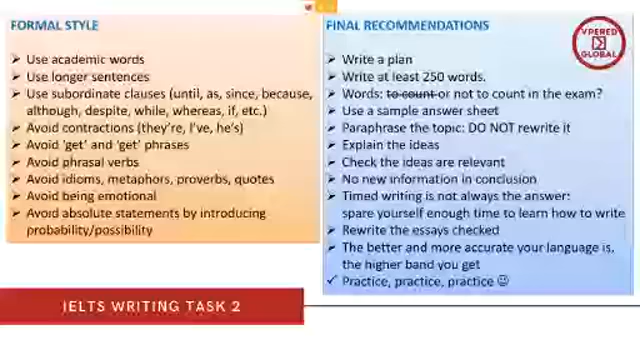 FORMAL STYLE
➢ Use academic words
➢ Use longer sentences
➢ Use subordinate clauses (until, as, since, because,
although, despite, while, whereas, if, etc.)
➢ Avoid contractions (they're, I've, he's)
➢ Avoid 'get' and 'get' phrases
➢ Avoid phrasal verbs
➢ Avoid idioms, metaphors, proverbs, quotes
➢ Avoid being emotional
➢ Avoid absolute statements by introducing
probability/possibility
FINAL RECOMMENDATIONS
➢ Write a plan
➢ Write at least 250 words.
➢ Words: to count or not to count in the exam?
➢ Use a sample answer sheet
➢ Paraphrase the topic: DO NOT rewrite it
➢ Explain the ideas
➢ Check the ideas are relevant
➢ No new information in conclusion
➢ Timed writing is not always the answer:
spare yourself enough time to learn how to write
➢ Rewrite the essays checked
➢ The better and more accurate your language is,
the higher band you get
✓ Practice, practice, practice ☺
VPERED
GLOBAL
IELTS WRITING TASK 2